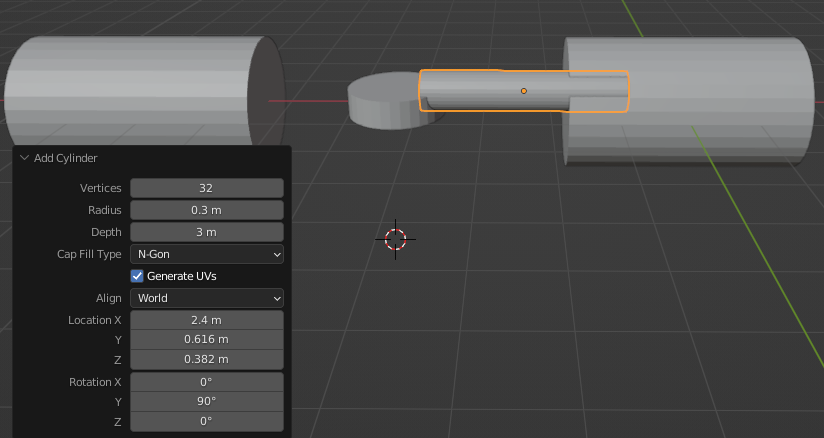 Add Cylinder
Vertices 32
Radius 0.3 m
Depth 3 m
Cap Fill Type N-Gon
Generate UVs
Align World
Location X 2.4 m
Y 0.616 m
Z 0.382 m
Rotation X 0°
Y 90°
Z 0°